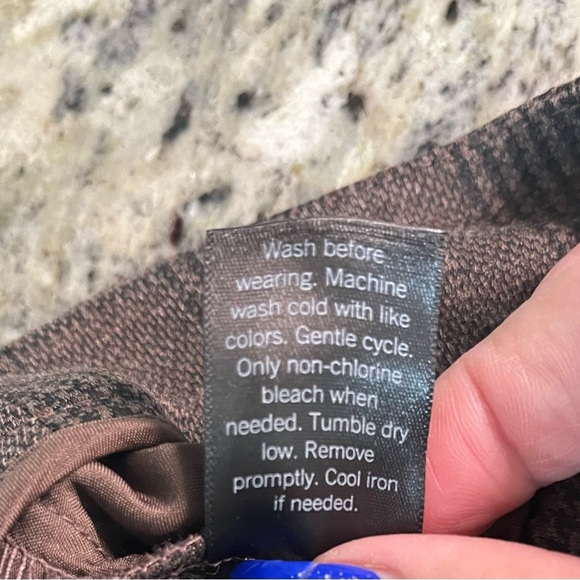 Wash before
wearing. Machine
wash cold with like
colors. Gentle cycle.
Only non-chlorine
bleach when
needed. Tumble dry
low. Remove
promptly. Cool iron
if needed.